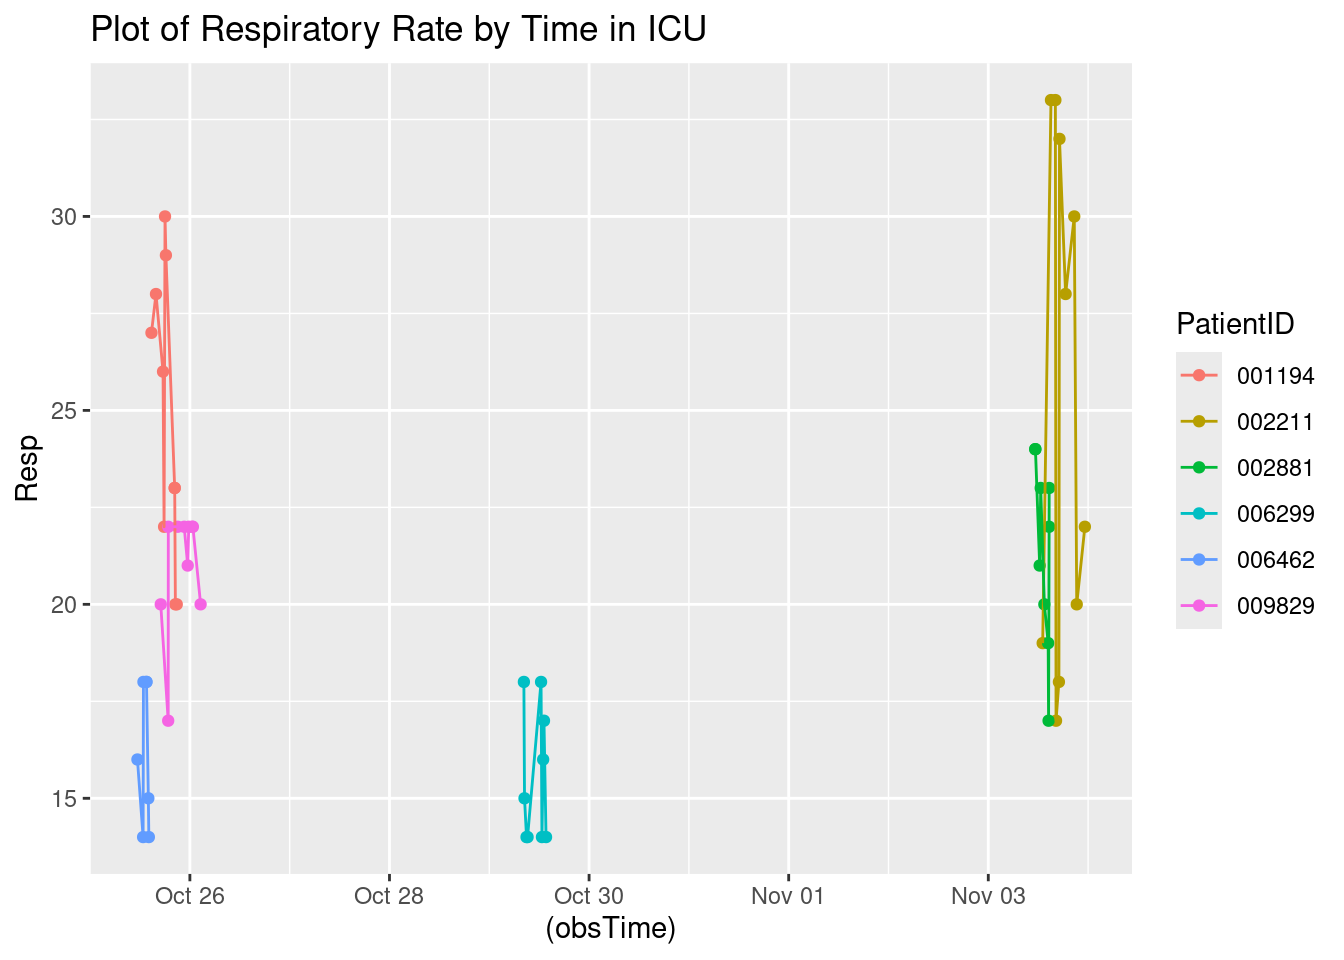 Plot of Respiratory Rate by Time in ICU
30
25
20
15
Resp
Oct 26
Oct 28
Oct 30
Nov 01
Nov 03
(obsTime)
PatientID
001194
002211
002881
006299
006462
009829